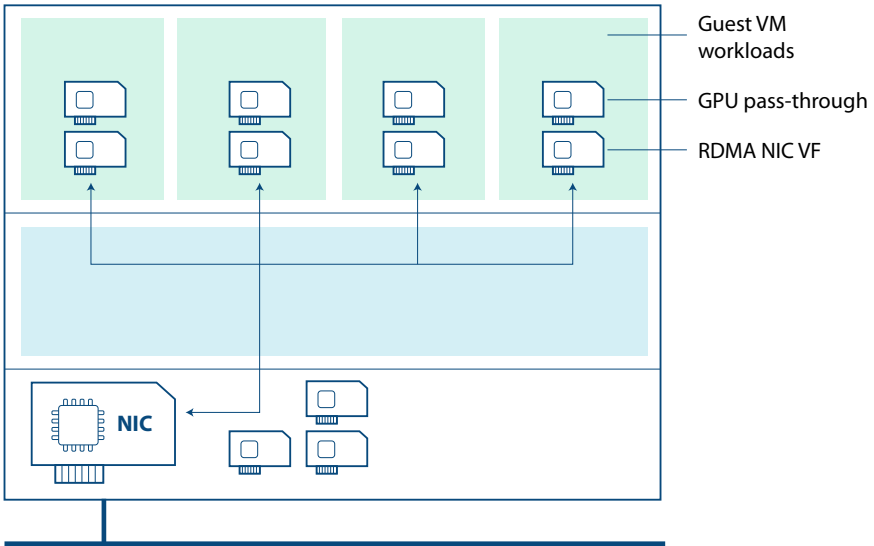 Guest VM
workloads
GPU pass-through
RDMA NIC VF
NIC